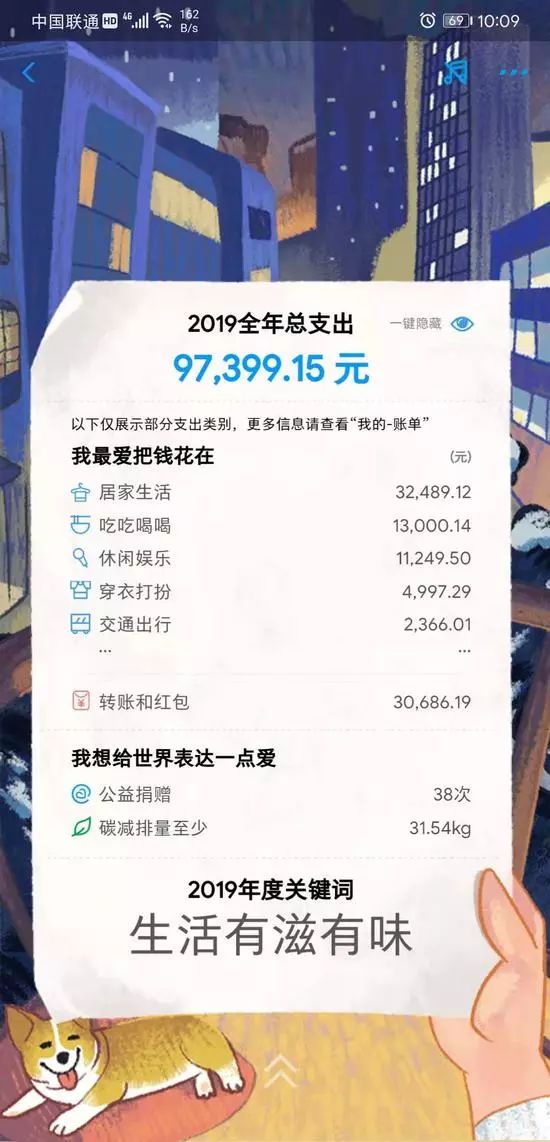 中国联通 HD 4G 162 B/s 69 10:09
2019全年总支出 一键隐藏
97,399.15 元
以下仅展示部分支出类别，更多信息请查看“我的-账单”
我最爱把钱花在 (元)
居家生活 32,489.12
吃吃喝喝 13,000.14
休闲娱乐 11,249.50
穿衣打扮 4,997.29
交通出行 2,366.01
... ...
转账和红包 30,686.19
我想给世界表达一点爱
公益捐赠 38次
碳减排量至少 31.54kg
2019年度关键词
生活有滋有味